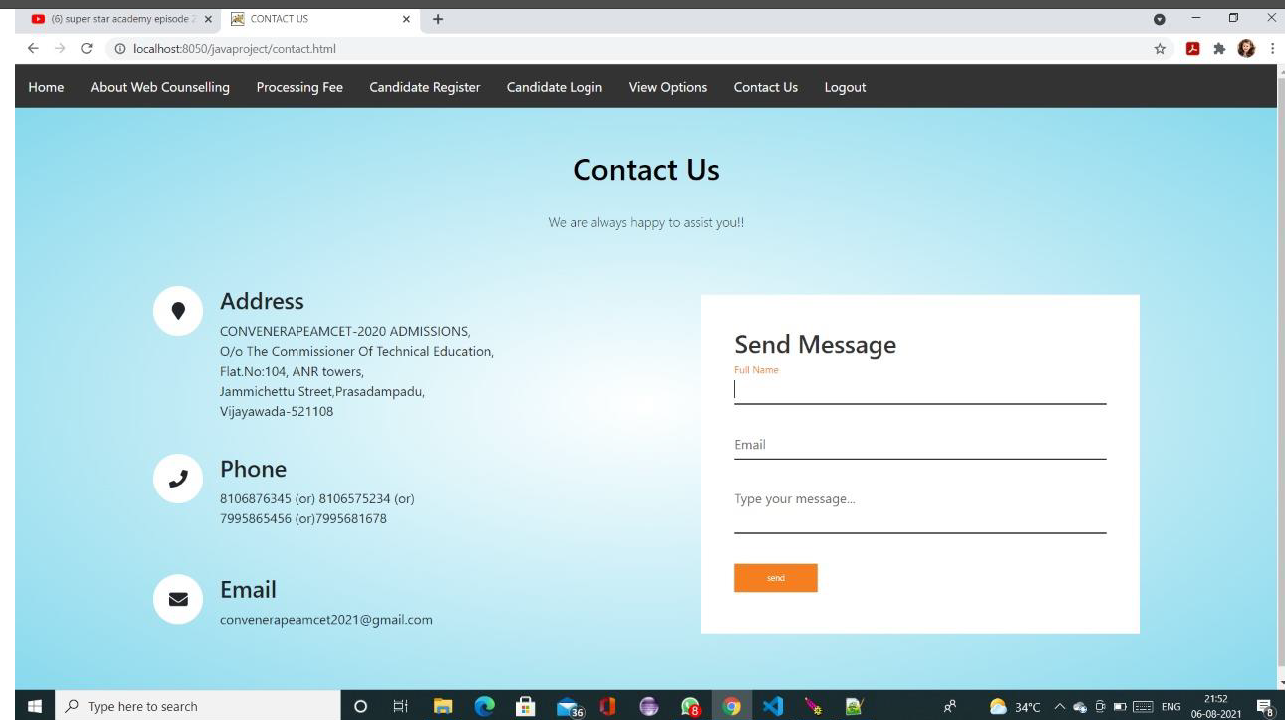 (6) super star academy episode 2
CONTACT US
localhost:8050/javaproject/contact.html
Home About Web Counselling Processing Fee Candidate Register Candidate Login View Options Contact Us Logout
Contact Us
We are always happy to assist you!!
Address
CONVENERAPEAMCET-2020 ADMISSIONS,
O/o The Commissioner Of Technical Education,
Flat.No:104, ANR towers,
Jammichettu Street,Prasadampadu,
Vijayawada-521108
Phone
8106876345 (or) 8106575234 (or)
7995865456 (or)7995681678
Email
convenerapeamcet2021@gmail.com
Send Message
Full Name
Email
Type your message...
send
Type here to search
36
8
34°C
ENG
21:52
06-08-2021
8